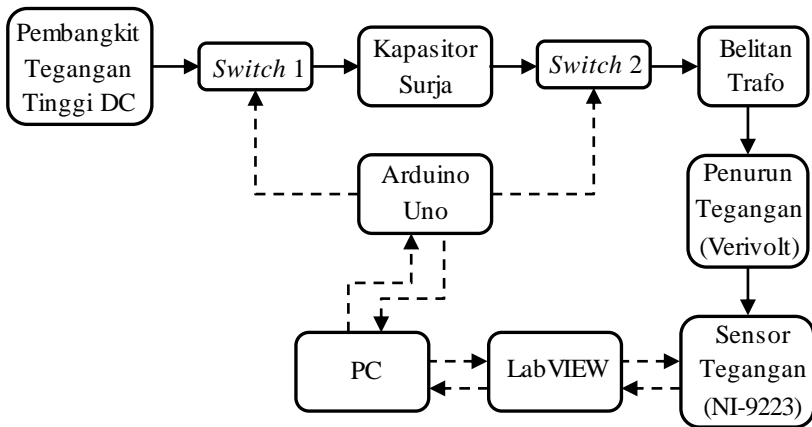 Pembangkit
Tegangan
Tinggi DC
Switch 1
Kapasitor
Surja
Switch 2
Belitan
Trafo
Arduino
Uno
Penurun
Tegangan
(Verivolt)
PC
LabVIEW
Sensor
Tegangan
(NI-9223)